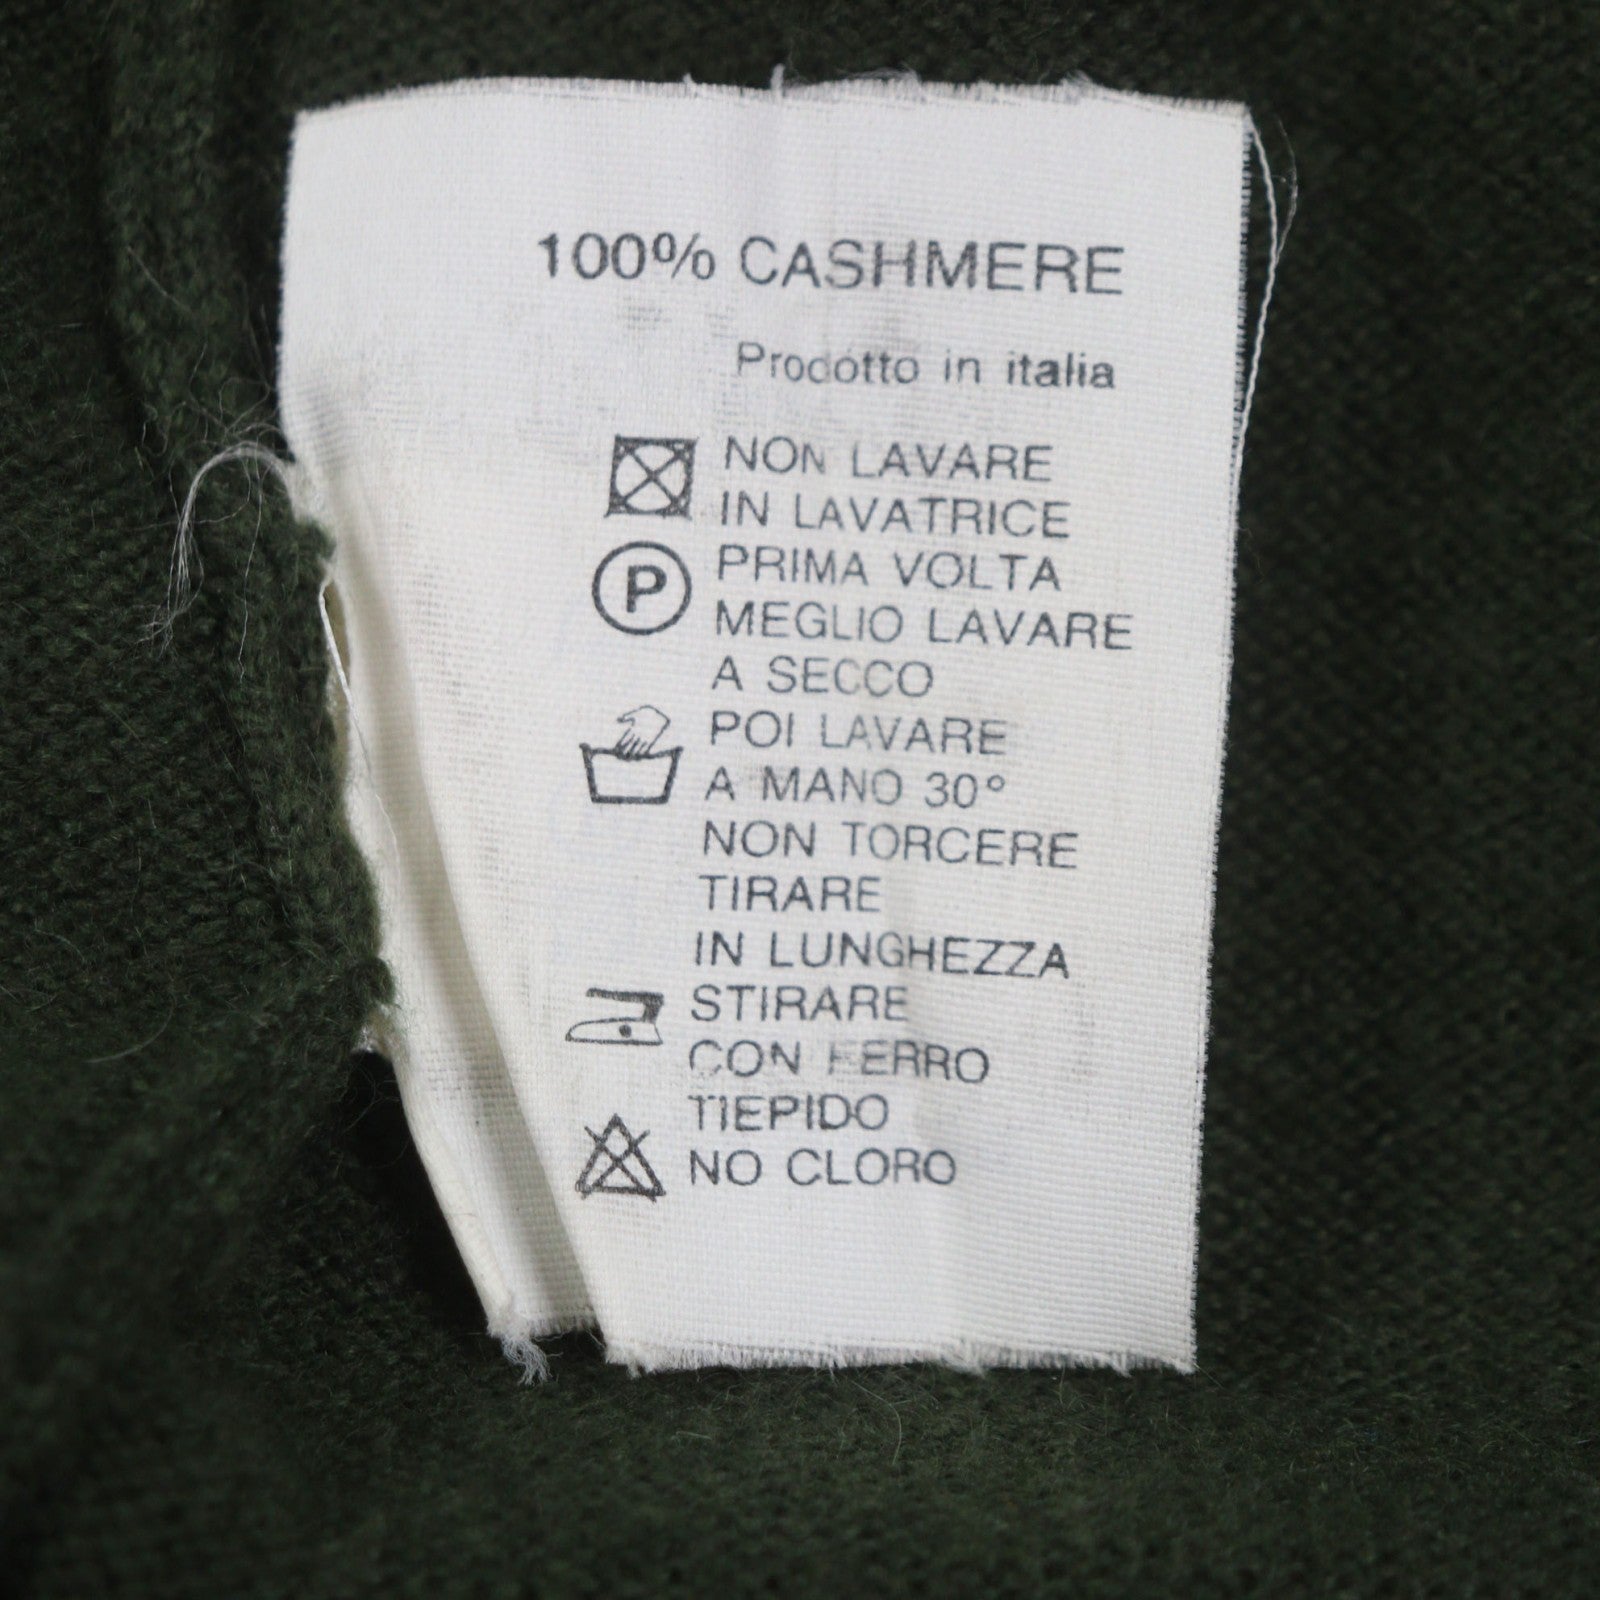 100% CASHMERE
Prodotto in italia
NON LAVARE
IN LAVATRICE
P PRIMA VOLTA
MEGLIO LAVARE
A SECCO
POI LAVARE
A MANO 30°
NON TORCERE
TIRARE
IN LUNGHEZZA
STIRARE
CON FERRO
TIEPIDO
NO CLORO